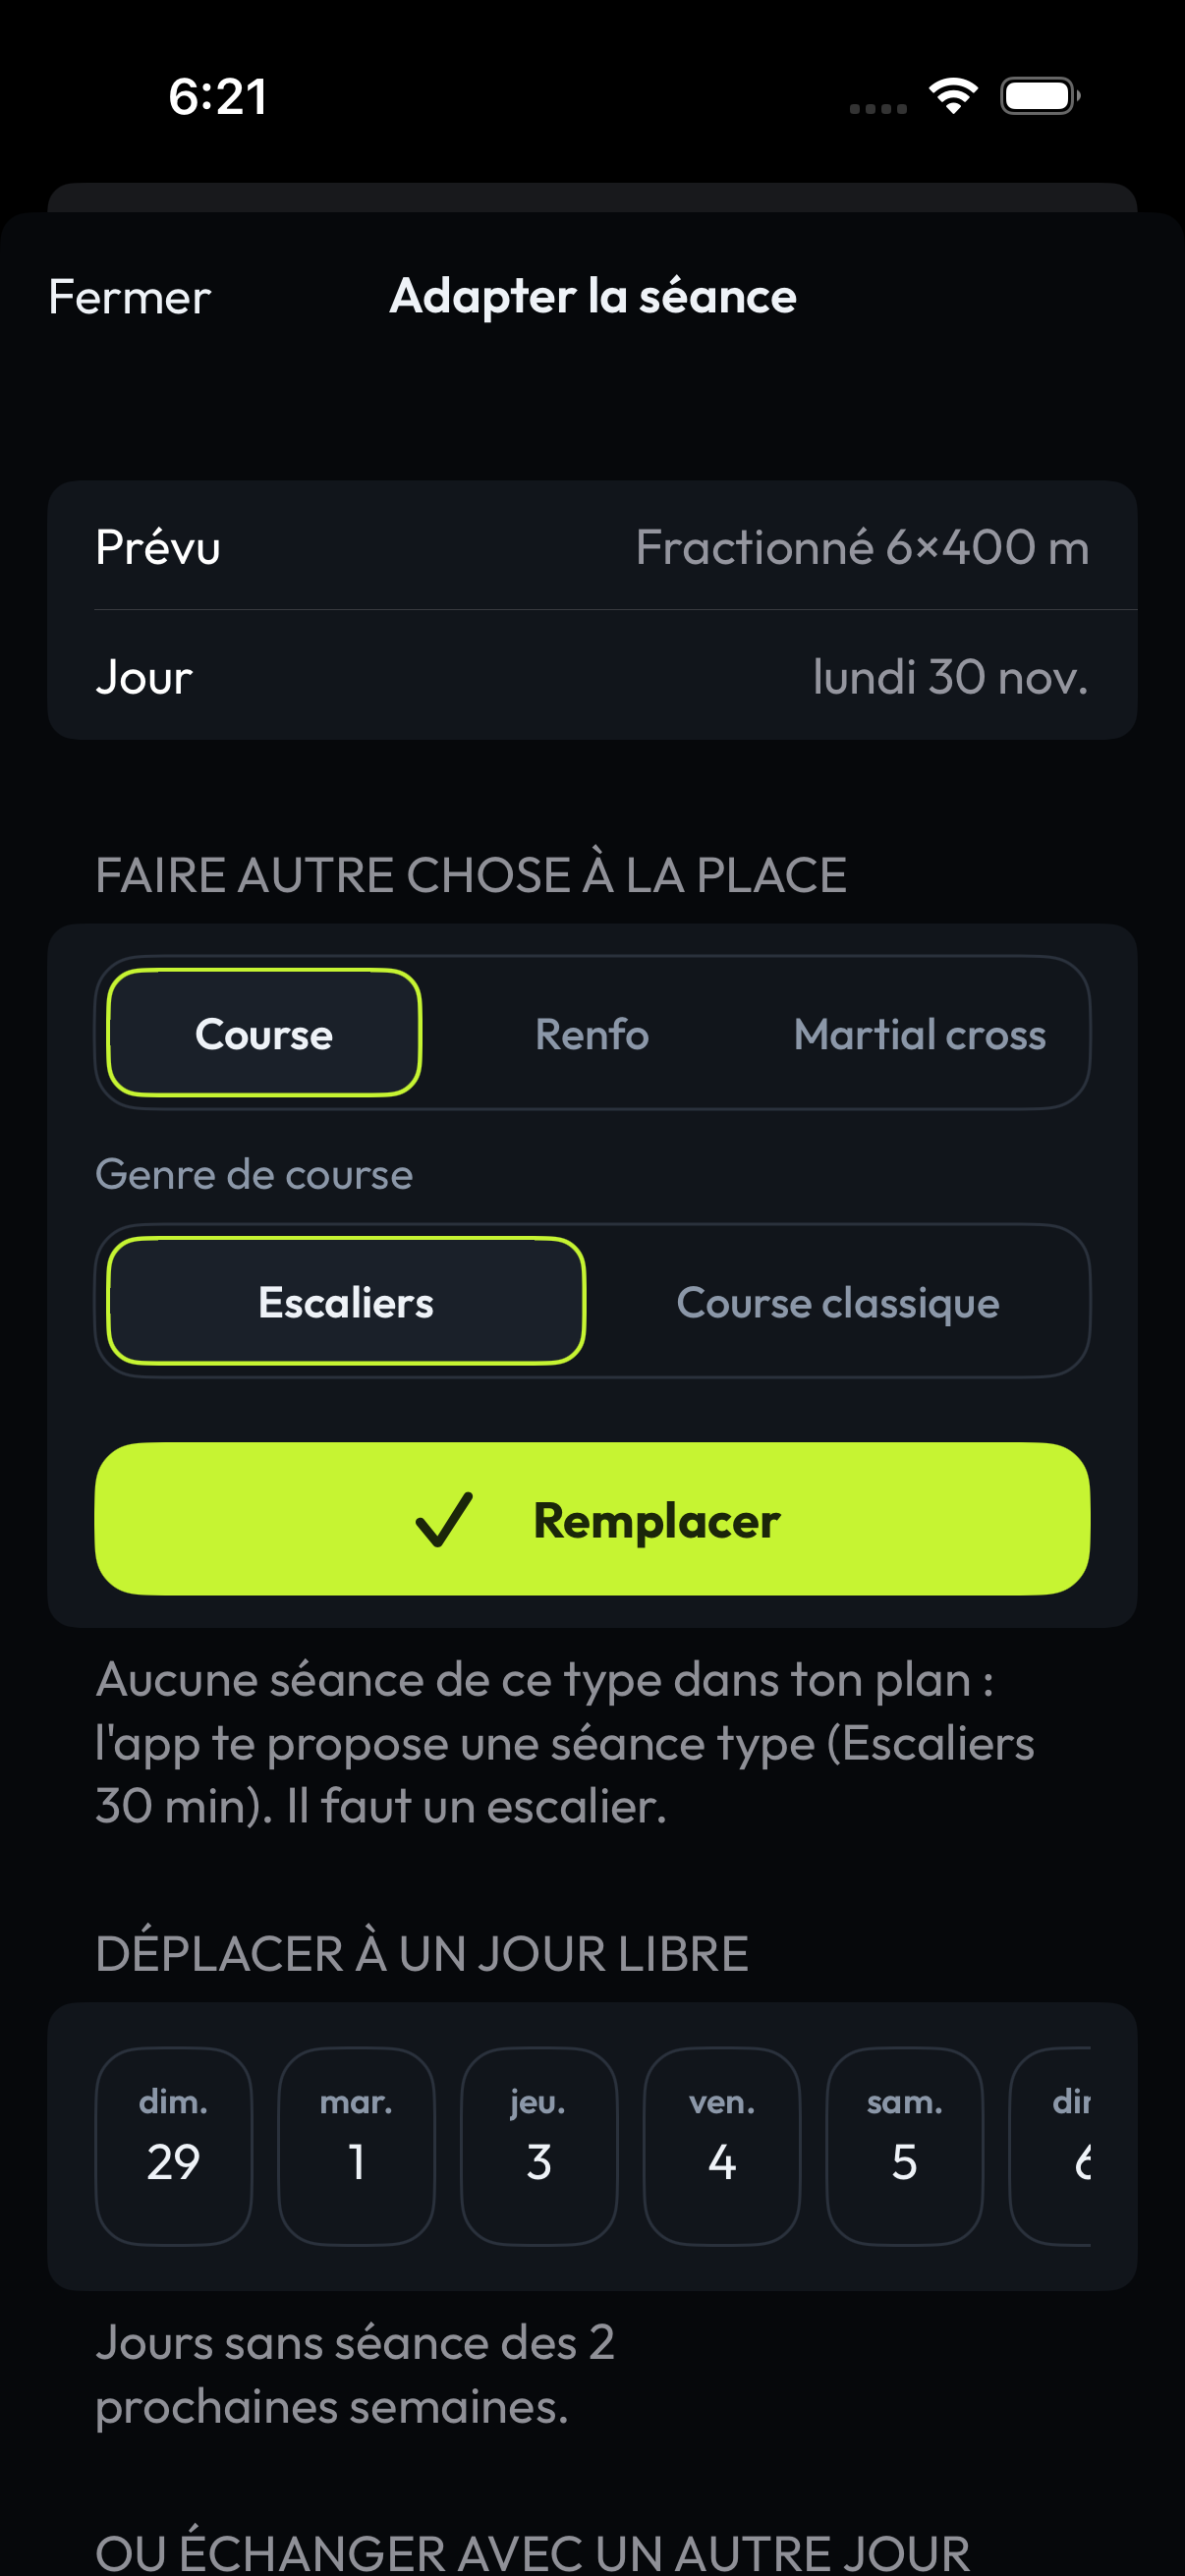 6:21
Fermer
Adapter la séance
Prévu
Fractionné 6×400 m
Jour
lundi 30 nov.
FAIRE AUTRE CHOSE À LA PLACE
Course
Renfo
Martial cross
Genre de course
Escaliers
Course classique
Remplacer
Aucune séance de ce type dans ton plan :
l'app te propose une séance type (Escaliers
30 min). Il faut un escalier.
DÉPLACER À UN JOUR LIBRE
dim. mar. jeu. ven. sam.
29 1 3 4 5
Jours sans séance des 2
prochaines semaines.
OU ÉCHANGER AVEC UN AUTRE JOUR